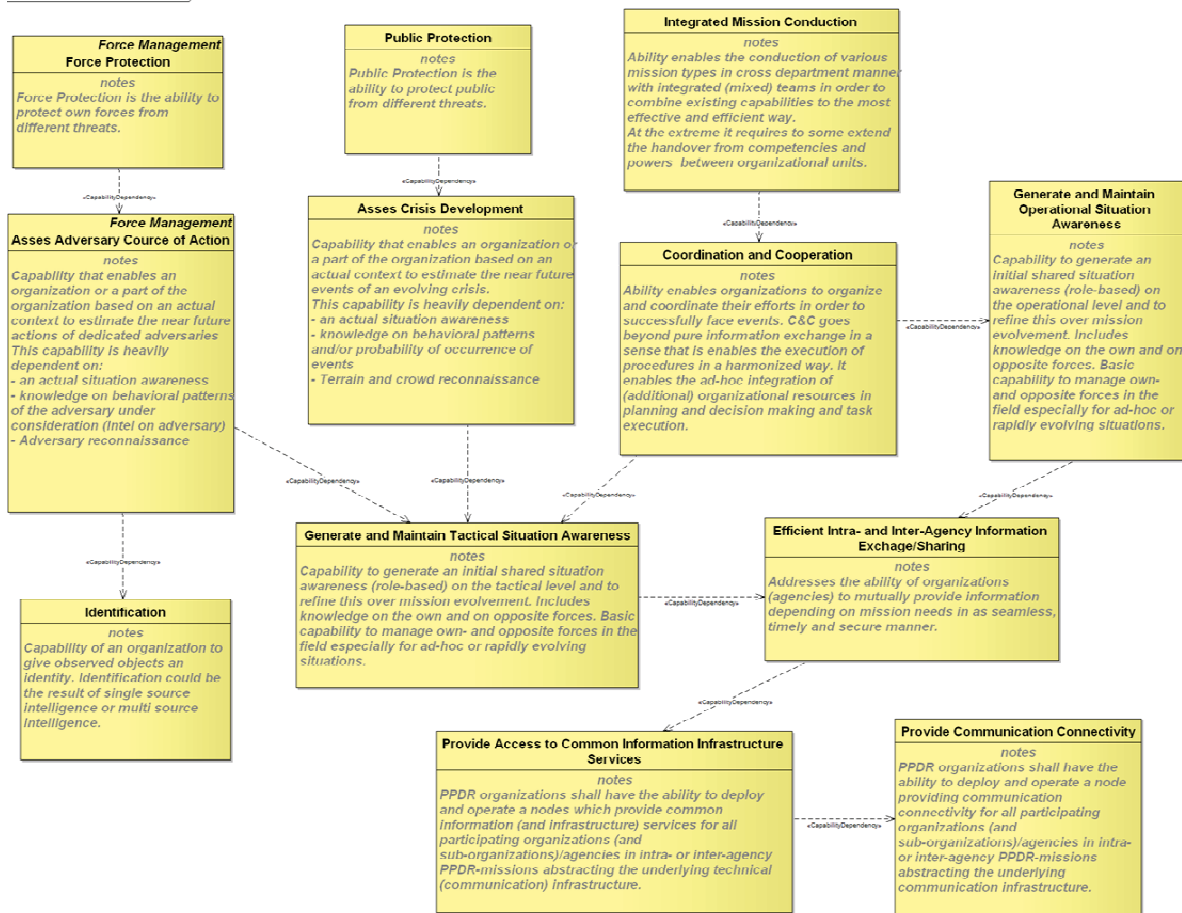 Force Management
Force Protection
notes
Force Protection is the ability to
protect own forces from
different threats.
Public Protection
notes
Public Protection is the
ability to protect public
from different threats.
Integrated Mission Conduction
notes
Ability enables the conduction of various
mission types in cross department manner
with integrated (mixed) teams in order to
combine existing capabilities to the most
effective and efficient way.
At the extreme it requires to some extend
the handover from competencies and
powers between organizational units.
«CapabilityDependency»
«CapabilityDependency»
«CapabilityDependency»
Force Management
Asses Adversary Cource of Action
notes
Capability that enables an
organization or a part of the
organization based on an actual
context to estimate the near future
actions of dedicated adversaries
This capability is heavily
dependent on:
- an actual situation awareness
- knowledge on behavioral patterns
of the adversary under
consideration (Intel on adversary)
- Adversary reconnaissance
Asses Crisis Development
notes
Capability that enables an organization or
a part of the organization based on an
actual context to estimate the near future
events of an evolving crisis.
This capability is heavily dependent on:
- an actual situation awareness
- knowledge on behavioral patterns
and/or probability of occurrence of
events
- Terrain and crowd reconnaissance
Coordination and Cooperation
notes
Ability enables organizations to organize
and coordinate their efforts in order to
successfully face events. C&C goes
beyond pure information exchange in a
sense that is enables the execution of
procedures in a harmonized way. It
enables the ad-hoc integration of
(additional) organizational resources in
planning and decision making and task
execution.
«CapabilityDependency»
Generate and Maintain
Operational Situation
Awareness
notes
Capability to generate an
initial shared situation
awareness (role-based) on
the operational level and to
refine this over mission
evolvement. Includes
knowledge on the own and on
opposite forces. Basic
capability to manage own-
and opposite forces in the
field especially for ad-hoc or
rapidly evolving situations.
«CapabilityDependency»
«CapabilityDependency»
«CapabilityDependency»
«CapabilityDependency»
«CapabilityDependency»
Identification
notes
Capability of an organization to
give observed objects an
identity. Identification could be
the result of single source
intelligence or multi source
intelligence.
Generate and Maintain Tactical Situation Awareness
notes
Capability to generate an initial shared situation
awareness (role-based) on the tactical level and to
refine this over mission evolvement. Includes
knowledge on the own and on opposite forces. Basic
capability to manage own- and opposite forces in the
field especially for ad-hoc or rapidly evolving
situations.
«CapabilityDependency»
Efficient Intra- and Inter-Agency Information
Exchage/Sharing
notes
Addresses the ability of organizations
(agencies) to mutually provide information
depending on mission needs in as seamless,
timely and secure manner.
«CapabilityDependency»
Provide Access to Common Information Infrastructure
Services
notes
PPDR organizations shall have the ability to deploy
and operate a nodes which provide common
information (and infrastructure) services for all
participating organizations (and
sub-organizations)/agencies in intra- or inter-agency
PPDR-missions abstracting the underlying technical
(communication) infrastructure.
«CapabilityDependency»
Provide Communication Connectivity
notes
PPDR organizations shall have the
ability to deploy and operate a node
providing communication
connectivity for all participating
organizations (and
sub-organizations)/agencies in intra-
or inter-agency PPDR-missions
abstracting the underlying
communication infrastructure.